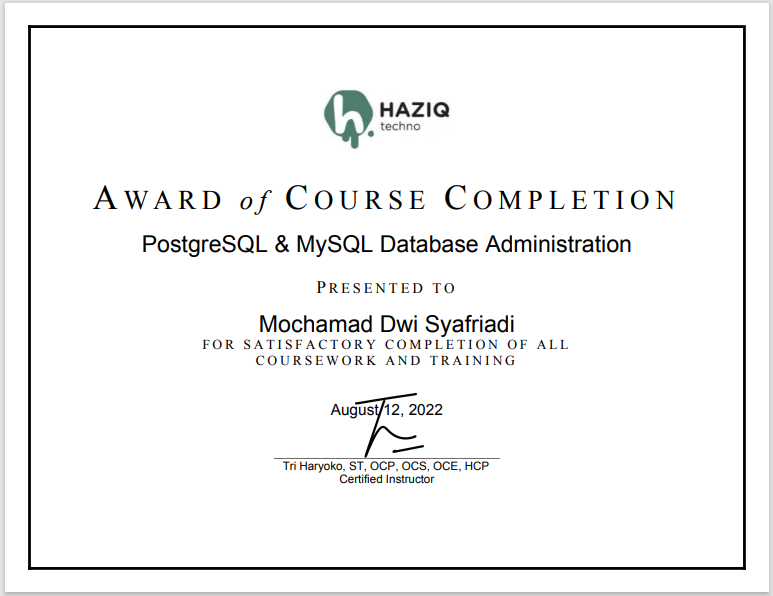 HAZIQ
techno
AWARD of COURSE COMPLETION
PostgreSQL & MySQL Database Administration
PRESENTED TO
Mochamad Dwi Syafriadi
FOR SATISFACTORY COMPLETION OF ALL
COURSEWORK AND TRAINING
August 12, 2022
Tri Haryoko, ST, OCP, OCS, OCE, HCP
Certified Instructor